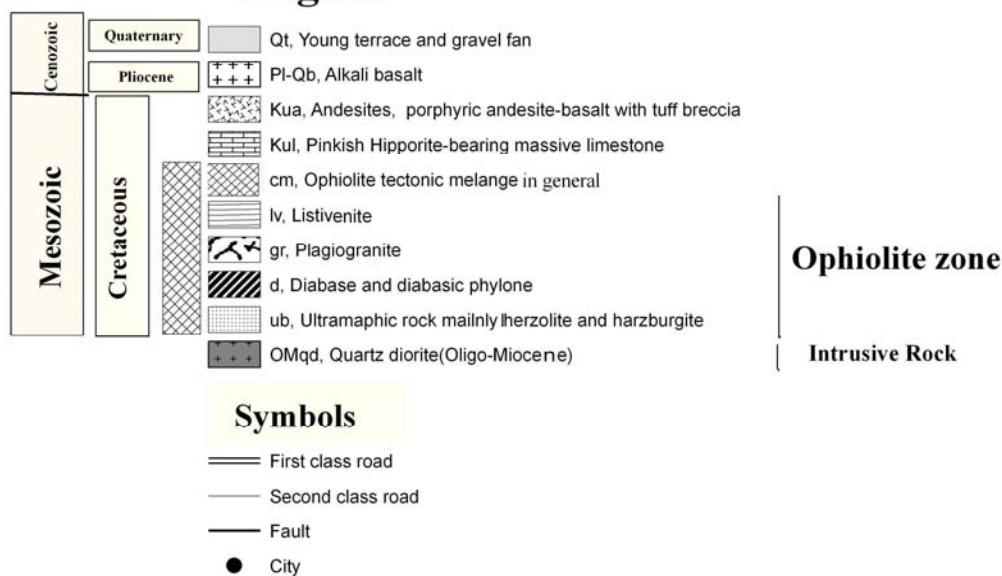 Cenozoic
Quaternary
Pliocene
Mesozoic
Cretaceous
Qt, Young terrace and gravel fan
Pl-Qb, Alkali basalt
Kua, Andesites, porphyric andesite-basalt with tuff breccia
Kul, Pinkish Hipporite-bearing massive limestone
cm, Ophiolite tectonic melange in general
lv, Listivenite
gr, Plagiogranite
d, Diabase and diabasic phylone
ub, Ultramaphic rock mailnly lherzolite and harzburgite
OMqd, Quartz diorite(Oligo-Miocene)
Ophiolite zone
Intrusive Rock
Symbols
First class road
Second class road
Fault
City